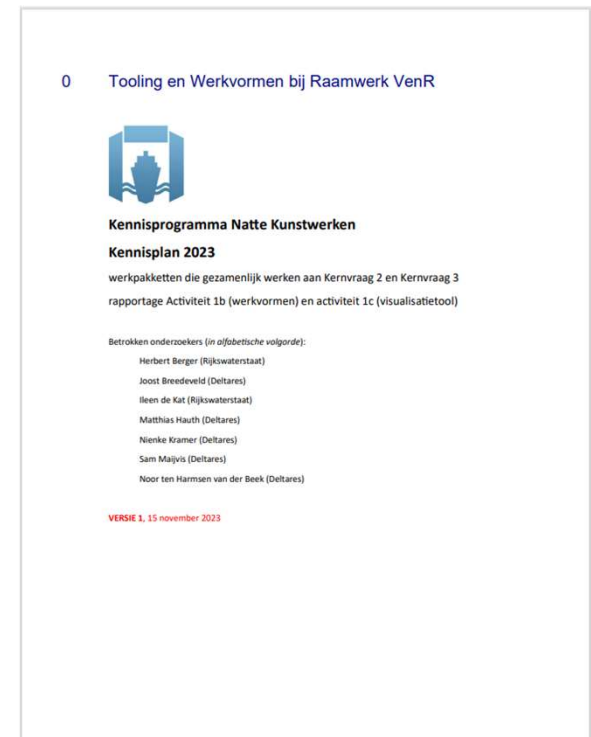 0 Tooling en Werkvormen bij Raamwerk VenR
Kennisprogramma Natte Kunstwerken
Kennisplan 2023
werkpakketten die gezamenlijk werken aan Kernvraag 2 en Kernvraag 3
rapportage Activiteit 1b (werkvormen) en activiteit 1c (visualisatietool)
Betrokken onderzoekers (in alfabetische volgorde):
Herbert Berger (Rijkswaterstaat)
Joost Breedeveld (Deltares)
Ileen de Kat (Rijkswaterstaat)
Matthias Hauth (Deltares)
Nienke Kramer (Deltares)
Sam Maijvis (Deltares)
Noor ten Harmsen van der Beek (Deltares)
VERSIE 1, 15 november 2023